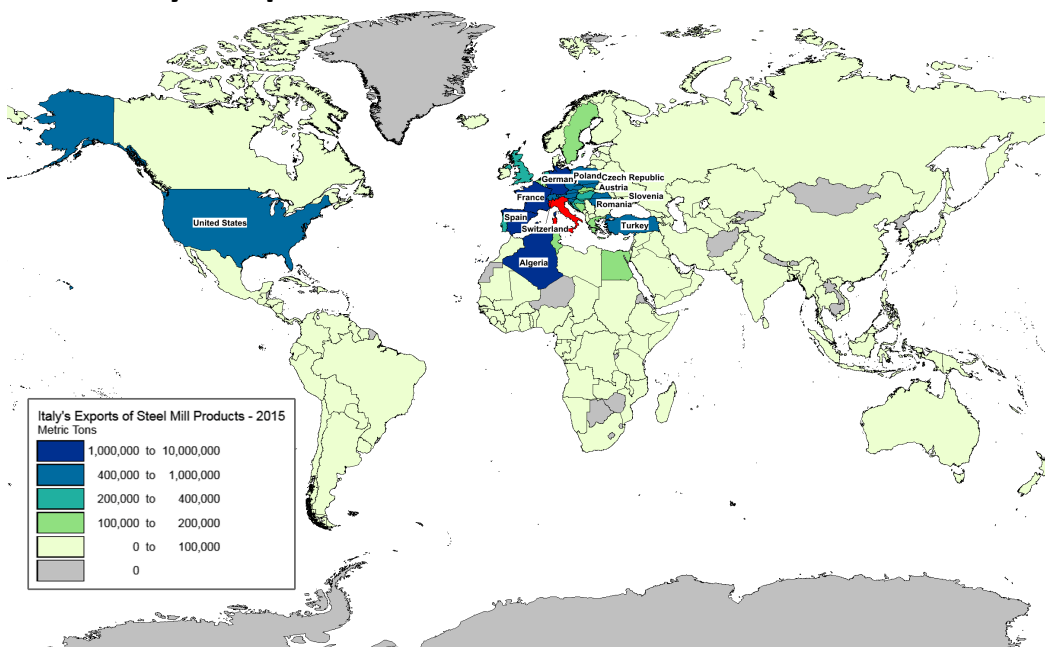 German
Poland
Czech Republic
Austria
France
Slovenia
Romania
Spain
United States
Turkey
Switzerland
Algeria
Italy's Exports of Steel Mill Products - 2015
Metric Tons
1,000,000 to 10,000,000
400,000 to 1,000,000
200,000 to 400,000
100,000 to 200,000
0 to 100,000
0